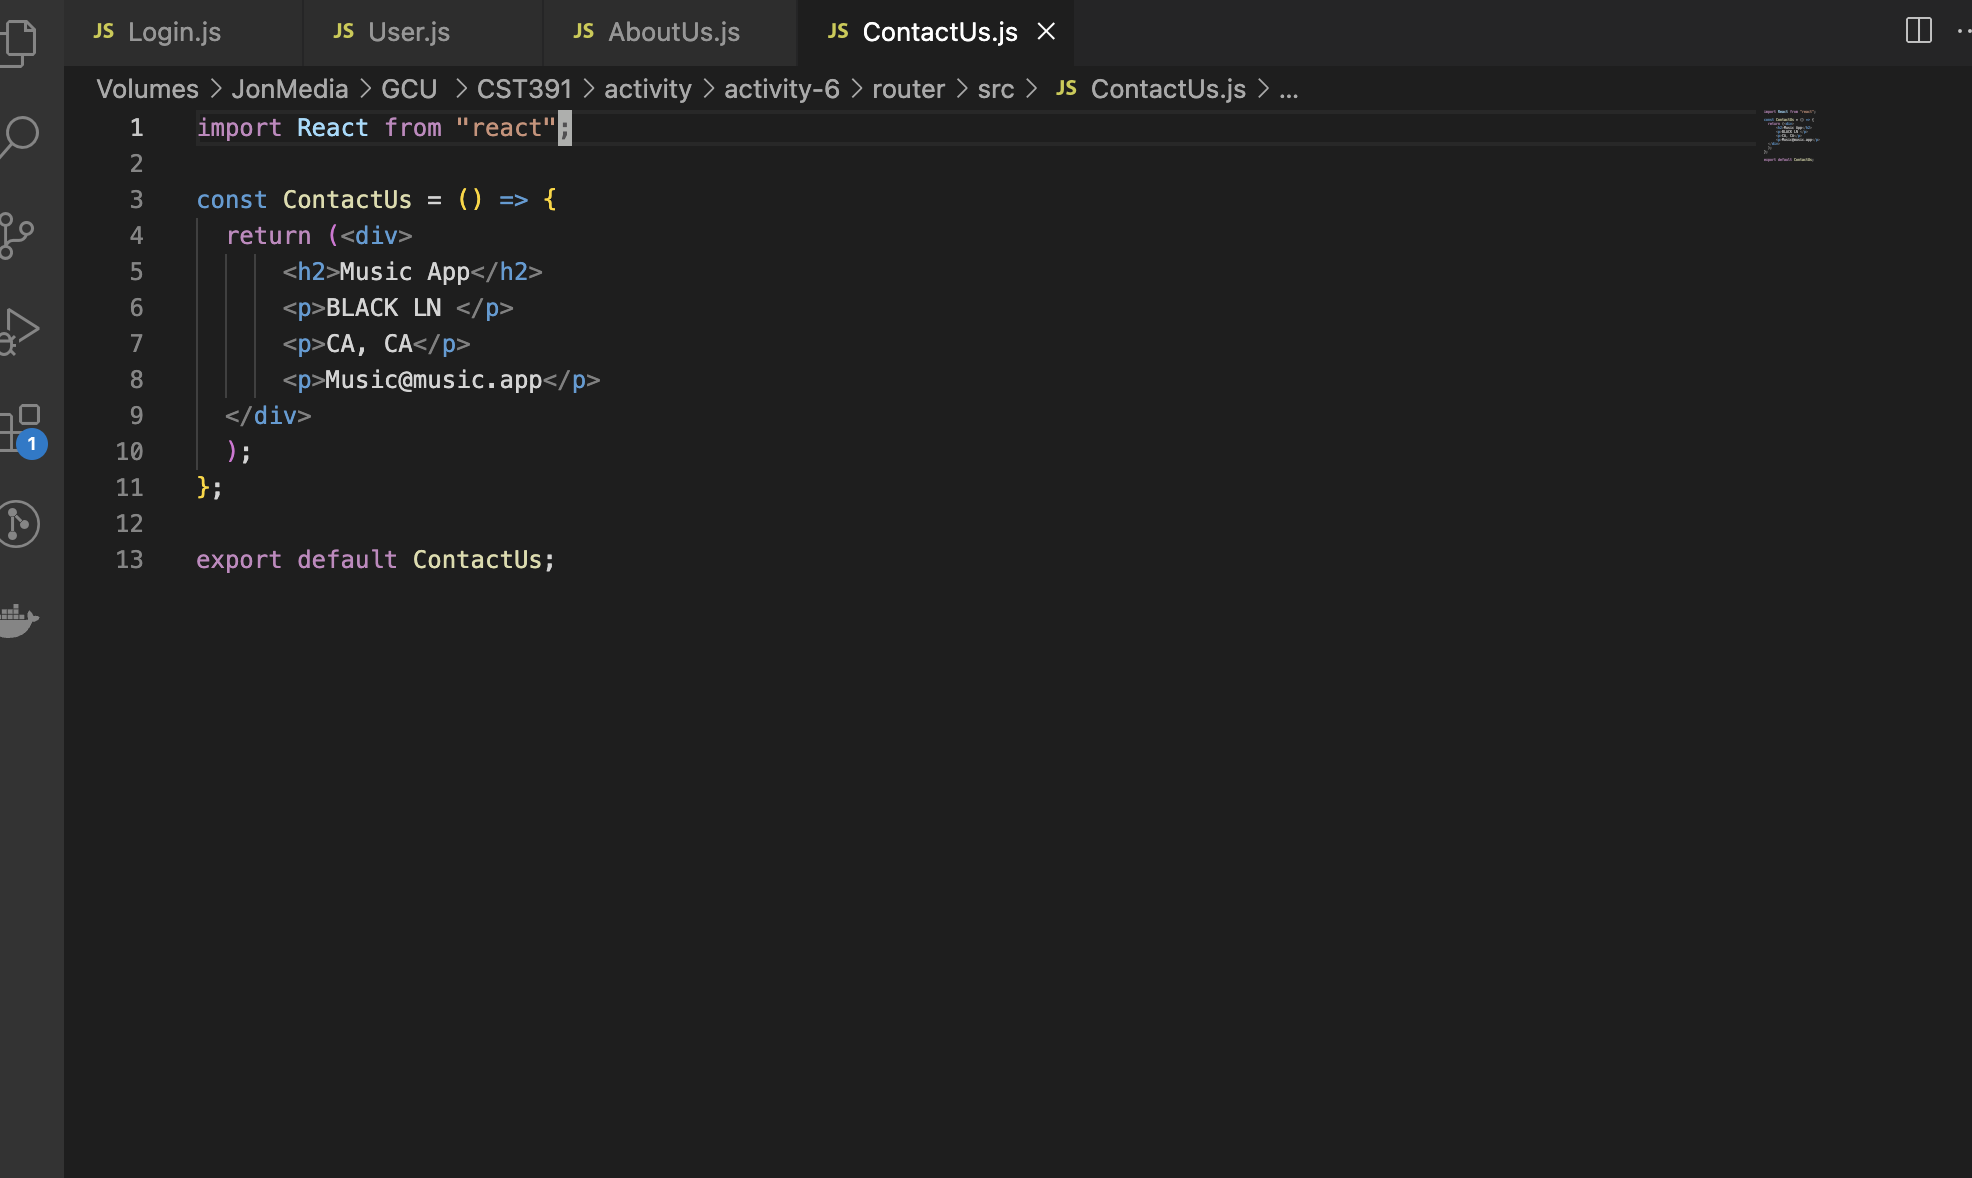 JS Login.js JS User.js JS AboutUs.js JS ContactUs.js
Volumes > JonMedia > GCU > CST391 > activity > activity-6 > router > src > JS ContactUs.js > ...
1 import React from "react";
2
3 const ContactUs = () => {
4 return (<div>
5 <h2>Music App</h2>
6 <p>BLACK LN </p>
7 <p>CA, CA</p>
8 <p>Music@music.app</p>
9 </div>
10 );
11 };
12
13 export default ContactUs;
1